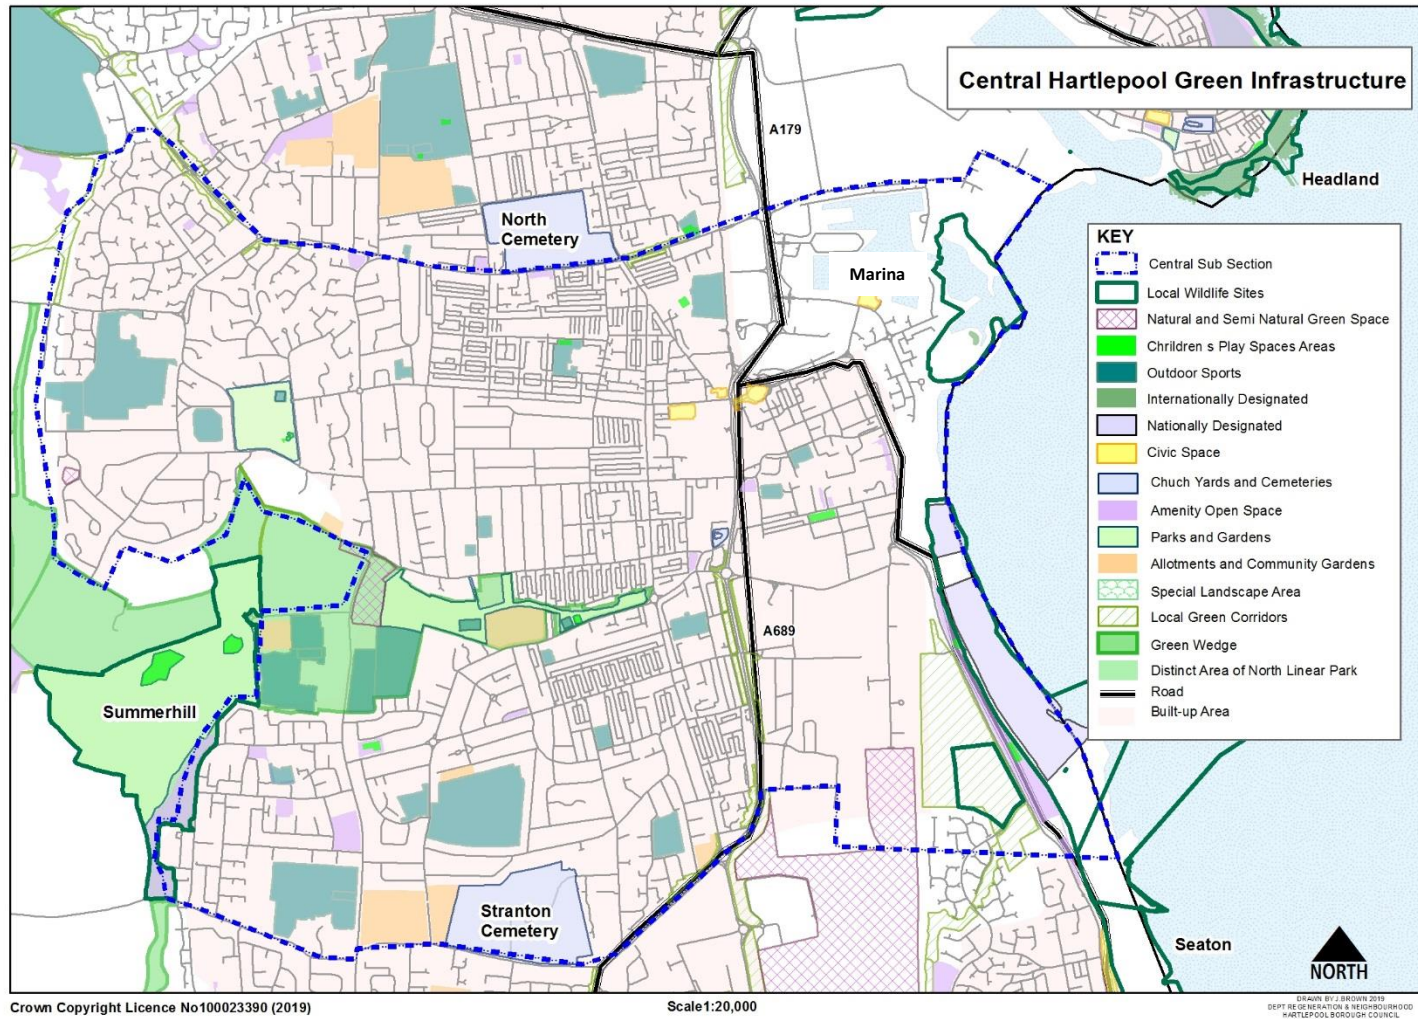 Central Hartlepool Green Infrastructure
A179
Headland
North
Cemetery
Marina
KEY
Central Sub Section
Local Wildlife Sites
Natural and Semi Natural Green Space
Chrildren s Play Spaces Areas
Outdoor Sports
Internationally Designated
Nationally Designated
Civic Space
Chuch Yards and Cemeteries
Amenity Open Space
Parks and Gardens
Allotments and Community Gardens
Special Landscape Area
Local Green Corridors
Green Wedge
Distinct Area of North Linear Park
Road
Built-up Area
A689
Summerhill
Stranton
Cemetery
Seaton
NORTH
Crown Copyright Licence No100023390 (2019)
Scale1:20,000
DRAWN BY J.BROWN 2019
DEPT REGENERATION & NEIGHBOURHOOD
HARTLEPOOL BOROUGH COUNCIL